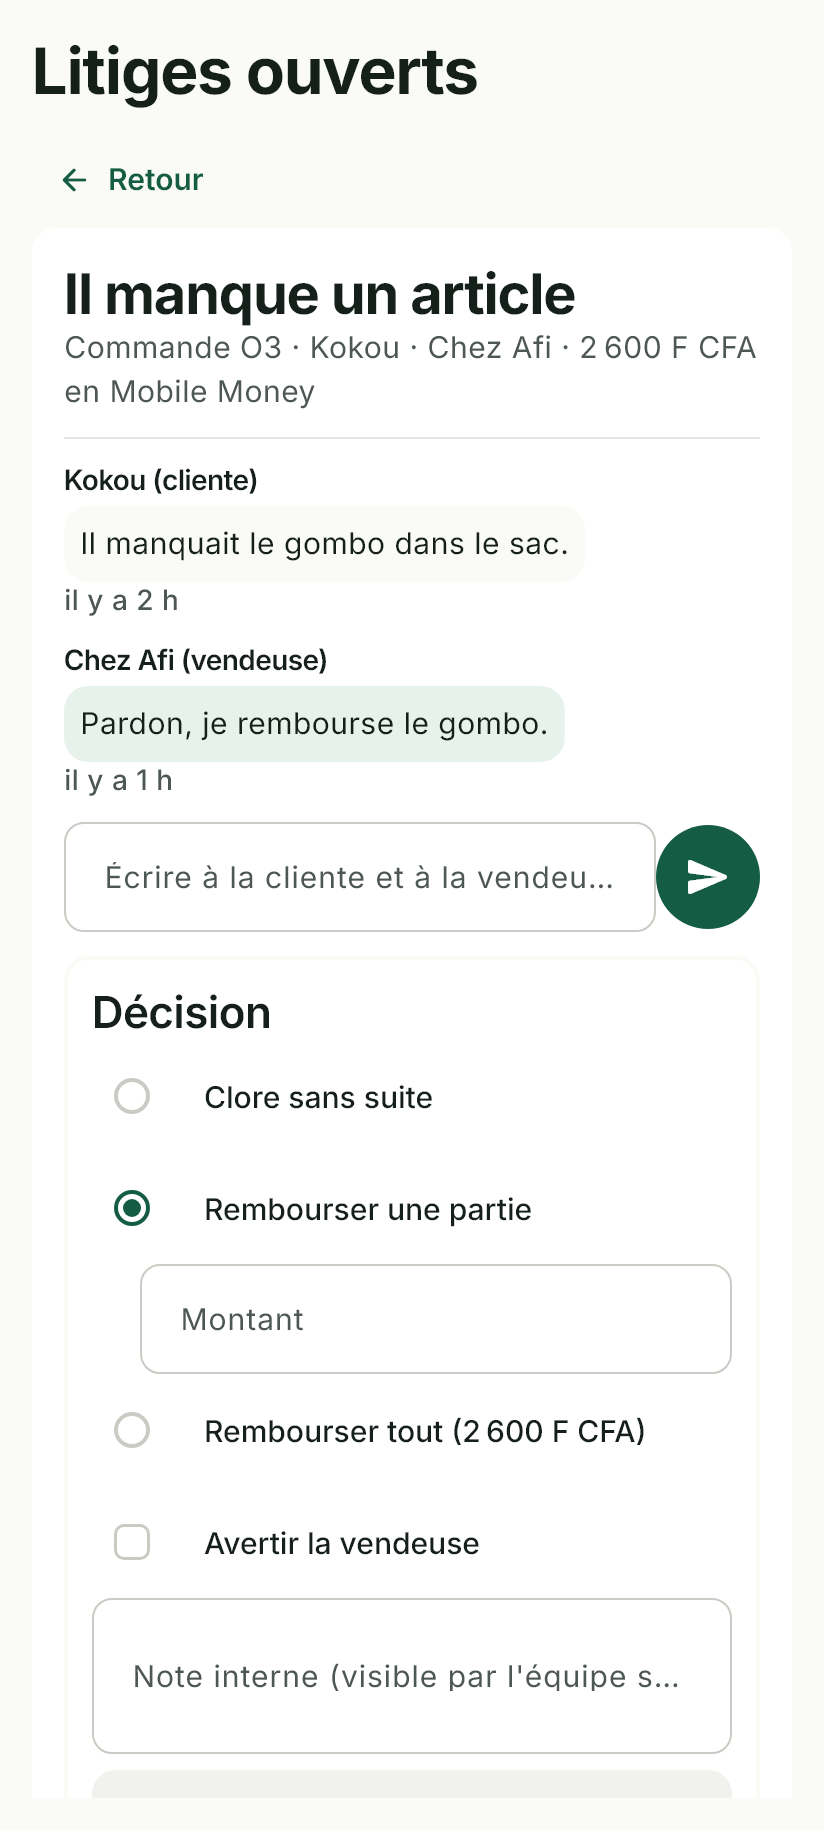 Litiges ouverts
Retour
Il manque un article
Commande O3 · Kokou · Chez Afi · 2 600 F CFA
en Mobile Money
Kokou (cliente)
Il manquait le gombo dans le sac.
il y a 2 h
Chez Afi (vendeuse)
Pardon, je rembourse le gombo.
il y a 1 h
Écrire à la cliente et à la vendeu...
Décision
Clore sans suite
Rembourser une partie
Montant
Rembourser tout (2 600 F CFA)
Avertir la vendeuse
Note interne (visible par l'équipe s...